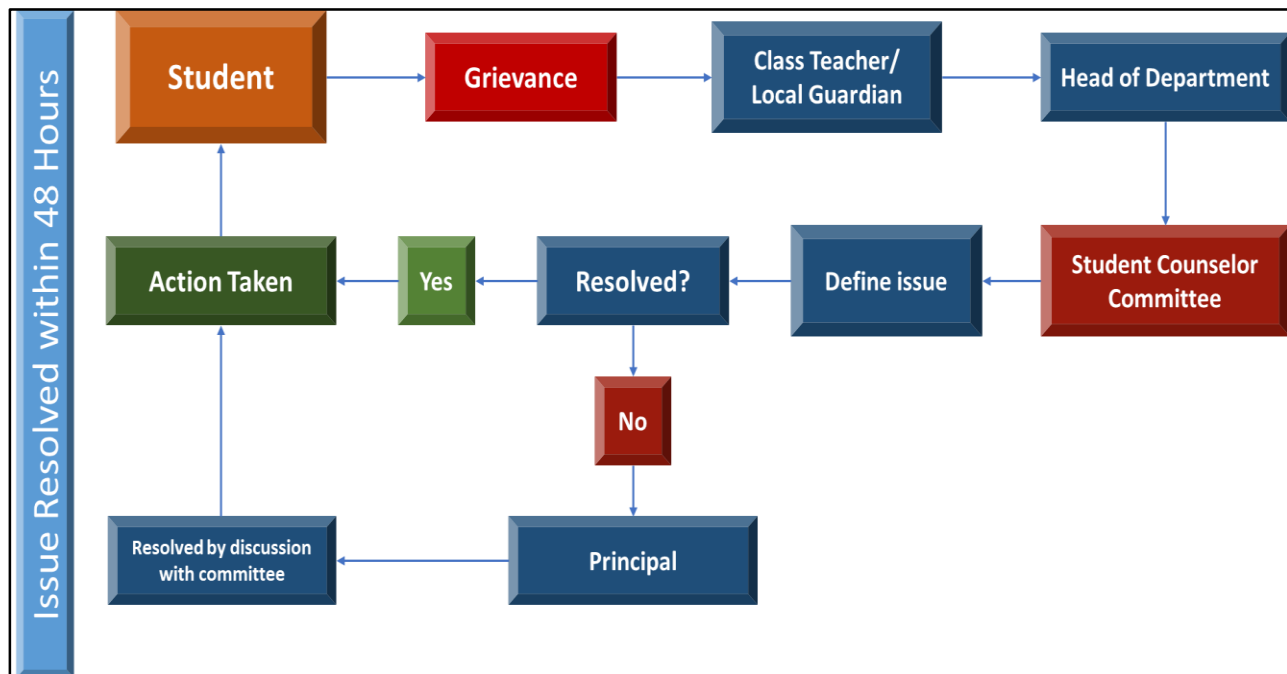 Issue Resolved within 48 Hours
Student
Grievance
Class Teacher/
Local Guardian
Head of Department
Action Taken
Yes
Resolved?
Define issue
Student Counselor
Committee
No
Resolved by discussion
with committee
Principal